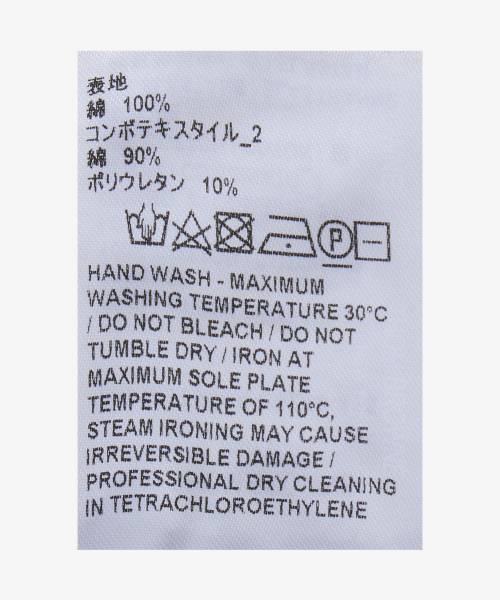 表地
綿 100%
コンポテキスタイル_2
綿 90%
ポリウレタン 10%
P
HAND WASH - MAXIMUM
WASHING TEMPERATURE 30°C
/ DO NOT BLEACH / DO NOT
TUMBLE DRY / IRON AT
MAXIMUM SOLE PLATE
TEMPERATURE OF 110°C,
STEAM IRONING MAY CAUSE
IRREVERSIBLE DAMAGE /
PROFESSIONAL DRY CLEANING
IN TETRACHLOROETHYLENE